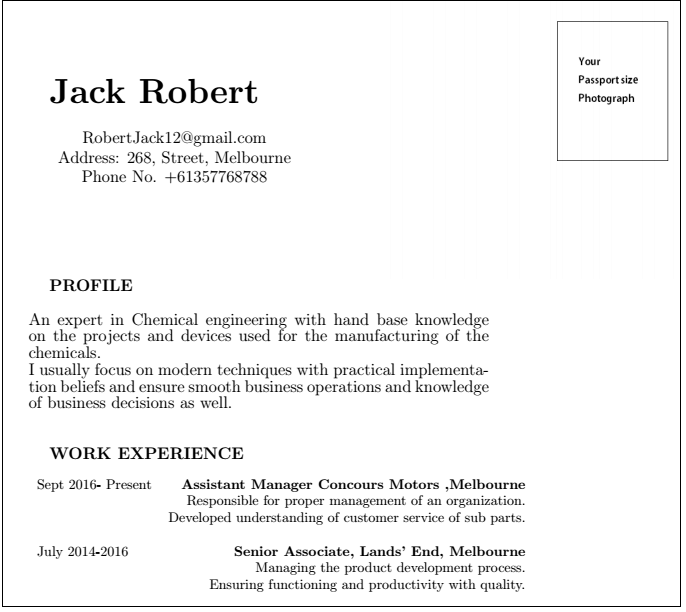 Your
Passport size
Photograph
Jack Robert
RobertJack12@gmail.com
Address: 268, Street, Melbourne
Phone No. +61357768788
PROFILE
An expert in Chemical engineering with hand base knowledge
on the projects and devices used for the manufacturing of the
chemicals.
I usually focus on modern techniques with practical implementa-
tion beliefs and ensure smooth business operations and knowledge
of business decisions as well.
WORK EXPERIENCE
Sept 2016- Present Assistant Manager Concours Motors ,Melbourne
Responsible for proper management of an organization.
Developed understanding of customer service of sub parts.
July 2014-2016 Senior Associate, Lands' End, Melbourne
Managing the product development process.
Ensuring functioning and productivity with quality.